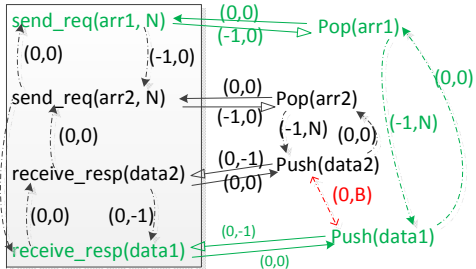 send_req(arr1, N) (0,0) Pop(arr1)
(-1,0)
(0,0) (-1,0) (0,0)
send_req(arr2, N) (0,0) Pop(arr2)
(-1,0) (-1,N) (-1,N)
(0,0) (0,0)
receive_resp(data2) (0,-1) Push(data2)
(0,0)
(0,0) (0,-1) (0,B)
(0,-1) Push(data1)
receive_resp(data1) (0,0)